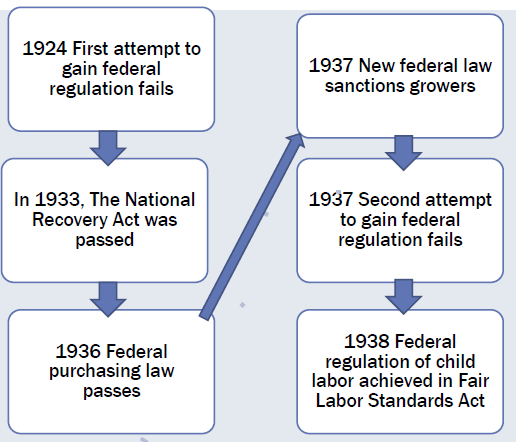 1924 First attempt to
gain federal
regulation fails
In 1933, The National
Recovery Act was
passed
1936 Federal
purchasing law
passes
1937 New federal law
sanctions growers
1937 Second attempt
to gain federal
regulation fails
1938 Federal
regulation of child
labor achieved in Fair
Labor Standards Act